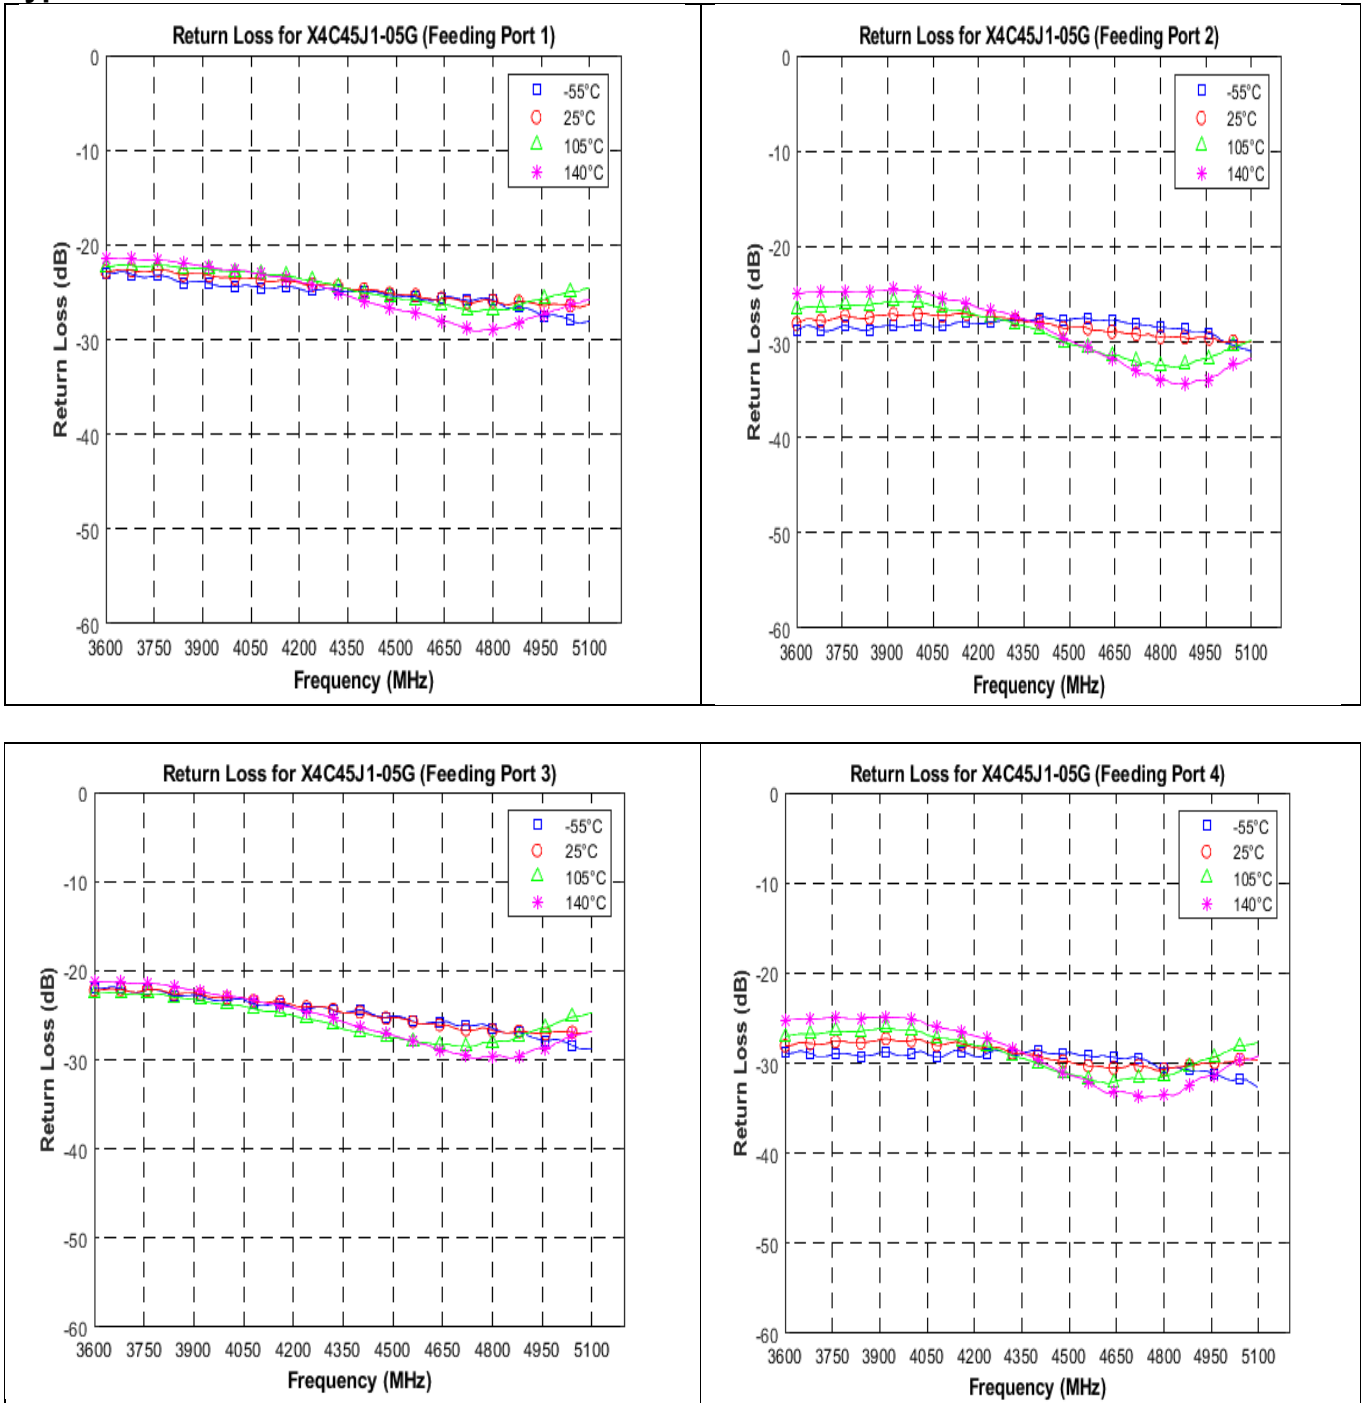 Return Loss for X4C45J1-05G (Feeding Port 1)
-55°C
25°C
105°C
140°C
0
-10
-20
-30
-40
-50
-60
Return Loss (dB)
3600 3750 3900 4050 4200 4350 4500 4650 4800 4950 5100
Frequency (MHz)
Return Loss for X4C45J1-05G (Feeding Port 2)
-55°C
25°C
105°C
140°C
0
-10
-20
-30
-40
-50
-60
Return Loss (dB)
3600 3750 3900 4050 4200 4350 4500 4650 4800 4950 5100
Frequency (MHz)
Return Loss for X4C45J1-05G (Feeding Port 3)
-55°C
25°C
105°C
140°C
0
-10
-20
-30
-40
-50
-60
Return Loss (dB)
3600 3750 3900 4050 4200 4350 4500 4650 4800 4950 5100
Frequency (MHz)
Return Loss for X4C45J1-05G (Feeding Port 4)
-55°C
25°C
105°C
140°C
0
-10
-20
-30
-40
-50
-60
Return Loss (dB)
3600 3750 3900 4050 4200 4350 4500 4650 4800 4950 5100
Frequency (MHz)